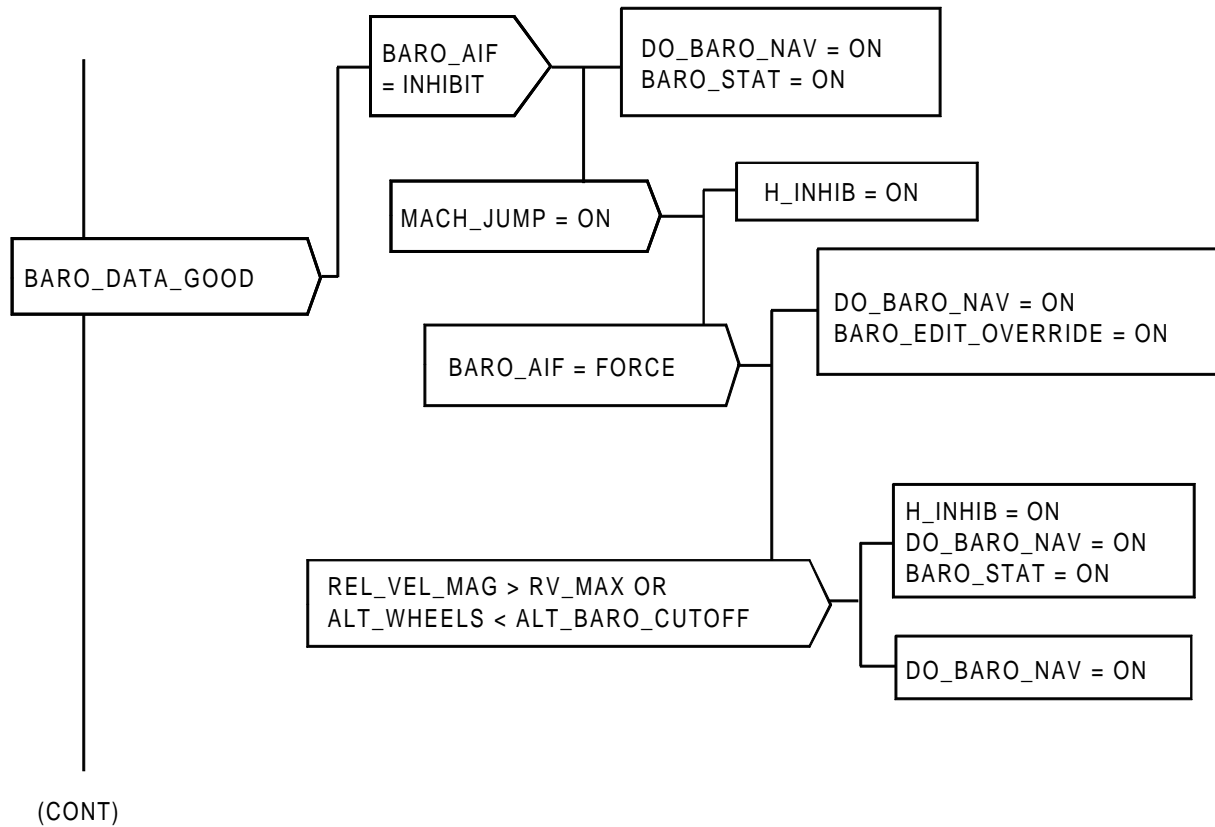 BARO_AIF
= INHIBIT
DO_BARO_NAV = ON
BARO_STAT = ON
MACH_JUMP = ON
H_INHIB = ON
BARO_DATA_GOOD
DO_BARO_NAV = ON
BARO_EDIT_OVERRIDE = ON
BARO_AIF = FORCE
H_INHIB = ON
DO_BARO_NAV = ON
BARO_STAT = ON
REL_VEL_MAG > RV_MAX OR
ALT_WHEELS < ALT_BARO_CUTOFF
DO_BARO_NAV = ON
(CONT)